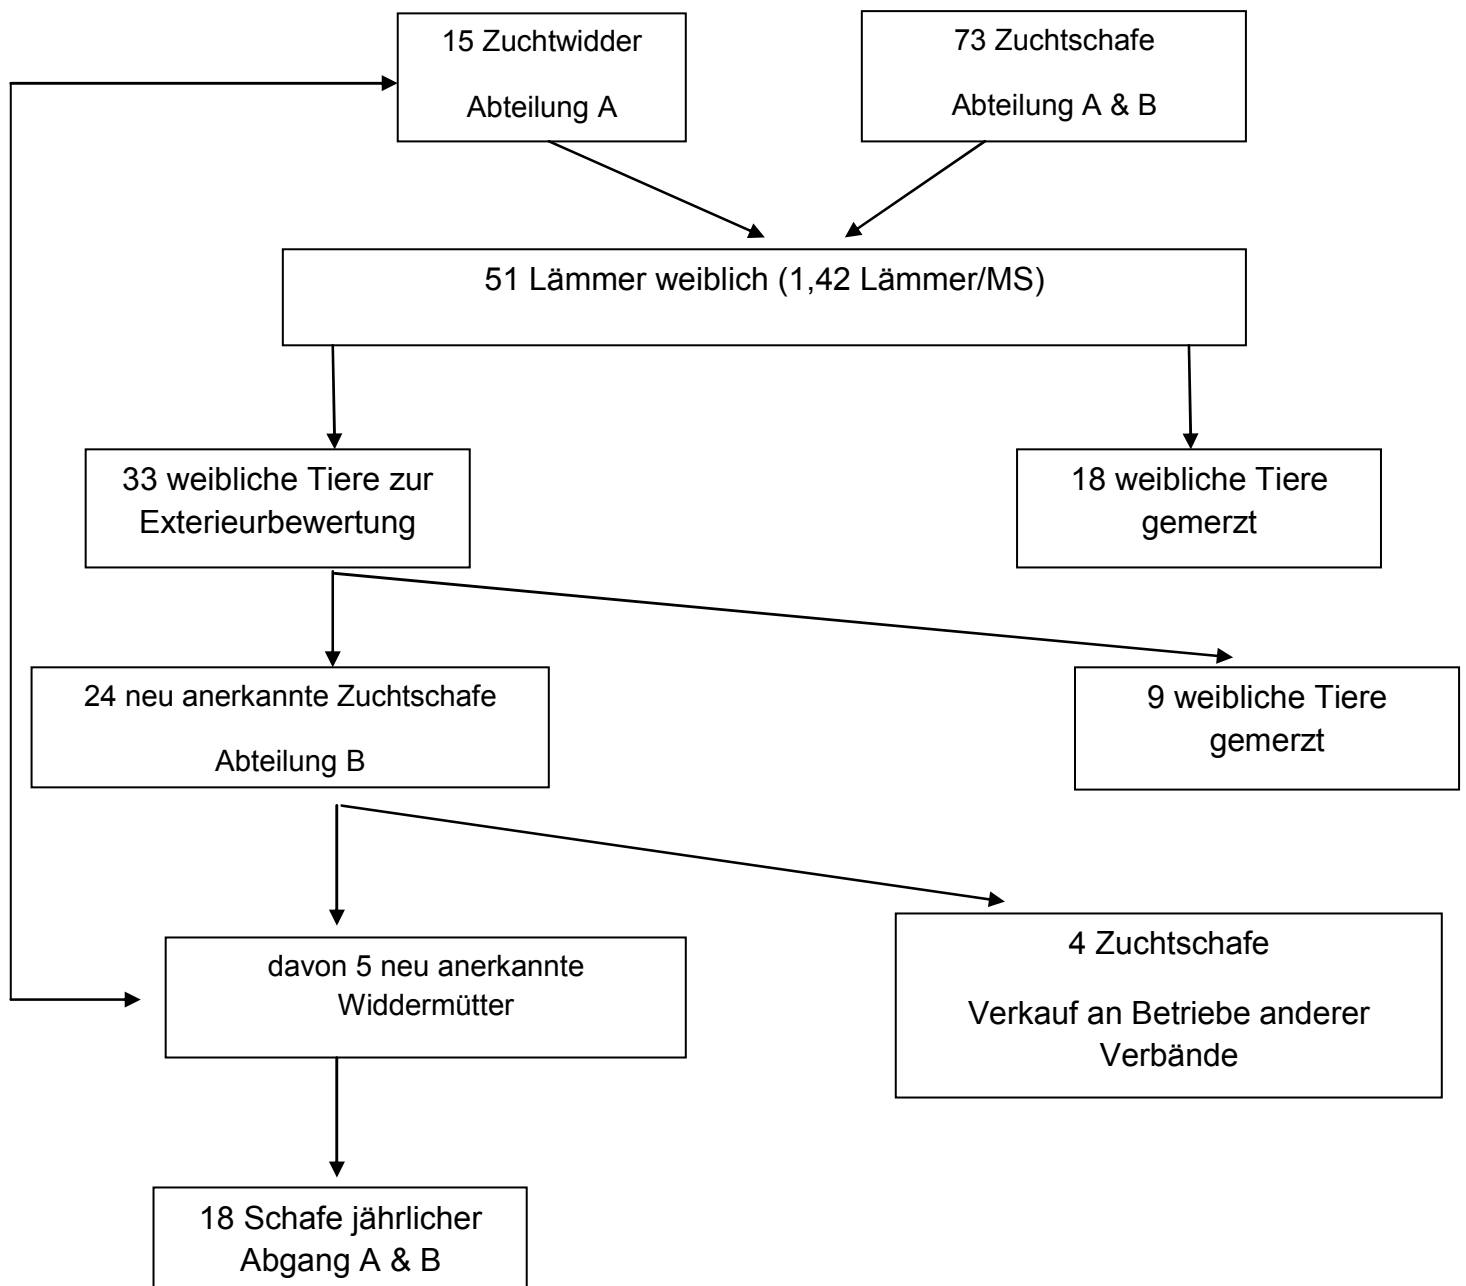 15 Zuchtwidder
Abteilung A
73 Zuchtschafe
Abteilung A & B
51 Lämmer weiblich (1,42 Lämmer/MS)
33 weibliche Tiere zur
Exterieurbewertung
18 weibliche Tiere
gemerzt
24 neu anerkannte Zuchtschafe
Abteilung B
9 weibliche Tiere
gemerzt
davon 5 neu anerkannte
Widdermütter
4 Zuchtschafe
Verkauf an Betriebe anderer
Verbände
18 Schafe jährlicher
Abgang A & B